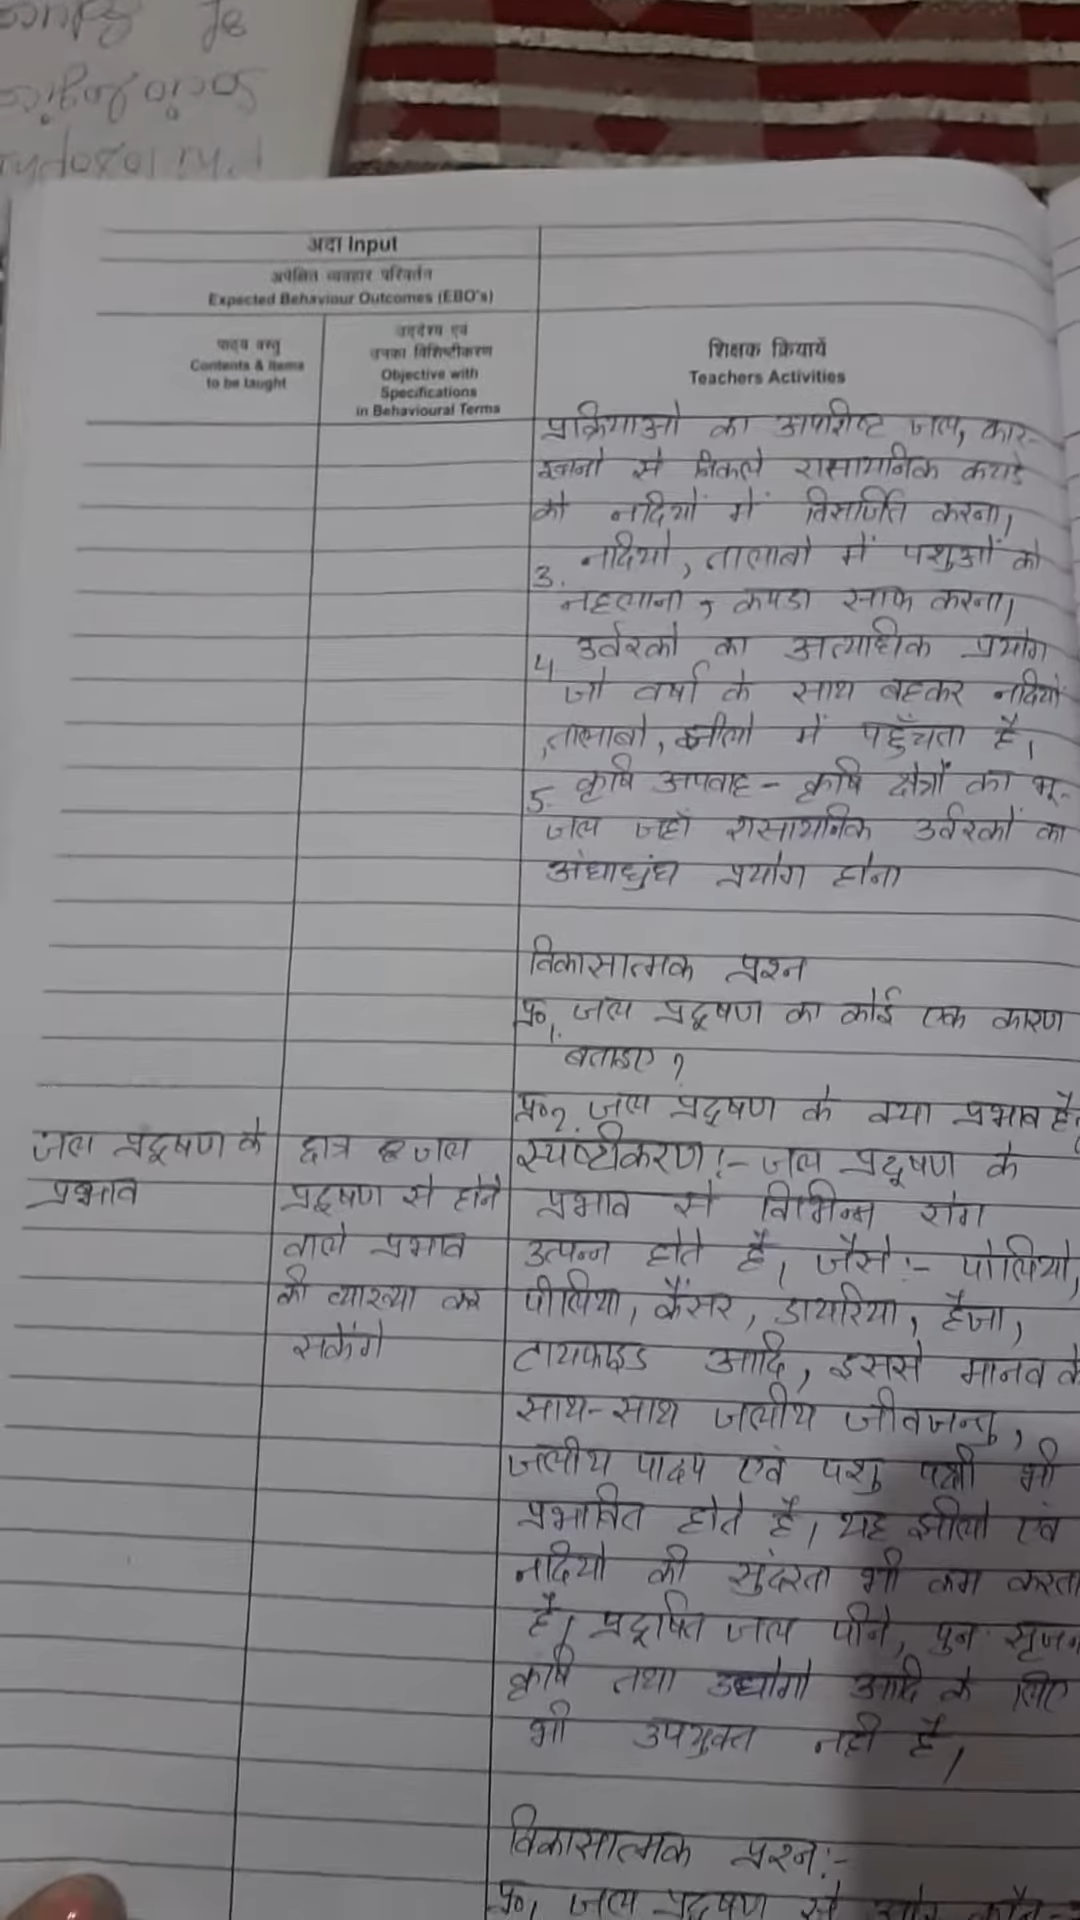 अदा Input
अपेक्षित व्यवहार परिवर्तन
Expected Behaviour Outcomes (EBO's)
पाठ्य वस्तु
Contents & Items
to be taught
उद्देश्य एवं
उनका विशिष्टीकरण
Objective with
Specifications
in Behavioural Terms
शिक्षक क्रियायें
Teachers Activities
प्रक्रियाओ का अपशिष्ट जल, कार-
खानो से निकले रासायनिक कचडे
को नदियों में विसर्जित करना।
3. नदियो, तालाबो में पशुओं को
नहलाना, कपडा साफ करना।
4 उर्वरको का अत्याधिक प्रयोग
जो वर्षा के साथ बहकर नदियों
,तालाबो, झीलो में पहुँचता है।
5. कृषि अपवाह - कृषि क्षेत्रों का भू-
जल जहाँ रासायनिक उर्वरकों का
अंधाधुंध प्रयोग होना
विकासात्मक प्रश्न
प्र०1. जल प्रदूषण का कोई एक कारण
बताइए ?
प्र०2. जल प्रदूषण के क्या प्रभाव है?
जल प्रदूषण के
प्रभाव
छात्र जल
प्रदूषण से होने
वाले प्रभाव
की व्याख्या कर
सकेंगे
स्पष्टीकरण:- जल प्रदूषण के
प्रभाव से विभिन्न रोग
उत्पन्न होते है, जैसे:- पोलियो,
पीलिया, कैंसर, डायरिया, हैजा,
टायफाइड आदि, इससे मानव के
साथ-साथ जलीय जीवजन्तु,
जलीय पादप एवं पशु पक्षी भी
प्रभावित होते है। यह झीलो एवं
नदियो की सुंदरता भी कम करता
है। प्रदूषित जल पीने, पुन सृजन
कृषि तथा उद्योगो आदि के लिए
भी उपयुक्त नही है।
विकासात्मक प्रश्न:-
प्र०1 जल प्रदूषण से कौन-